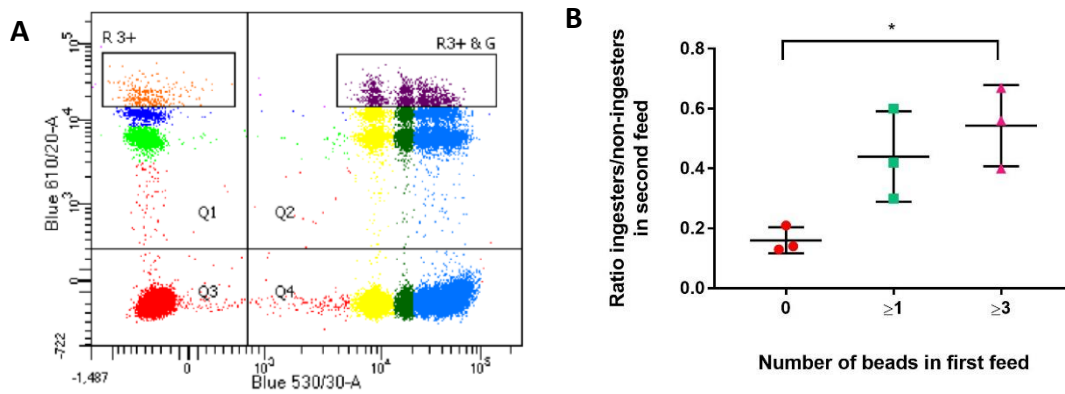 A
R 3+
R3+ & G
Q1
Q2
Q3
Q4
10^5
10^4
10^3
0
-722
Blue 610/20-A
-1,487
0
10^3
10^4
10^5
Blue 530/30-A
B
*
0.8
0.6
0.4
0.2
0.0
Ratio ingesters/non-ingesters
in second feed
0
≥1
≥3
Number of beads in first feed